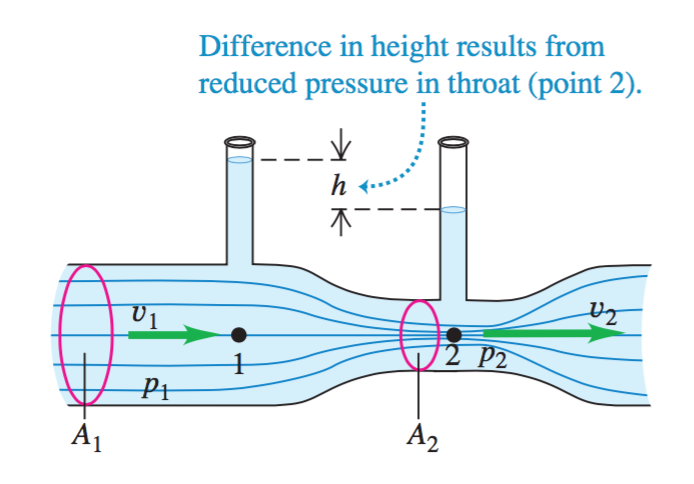 Difference in height results from
reduced pressure in throat (point 2).
h
v₁
v₂
1
2 p₂
p₁
A₁
A₂